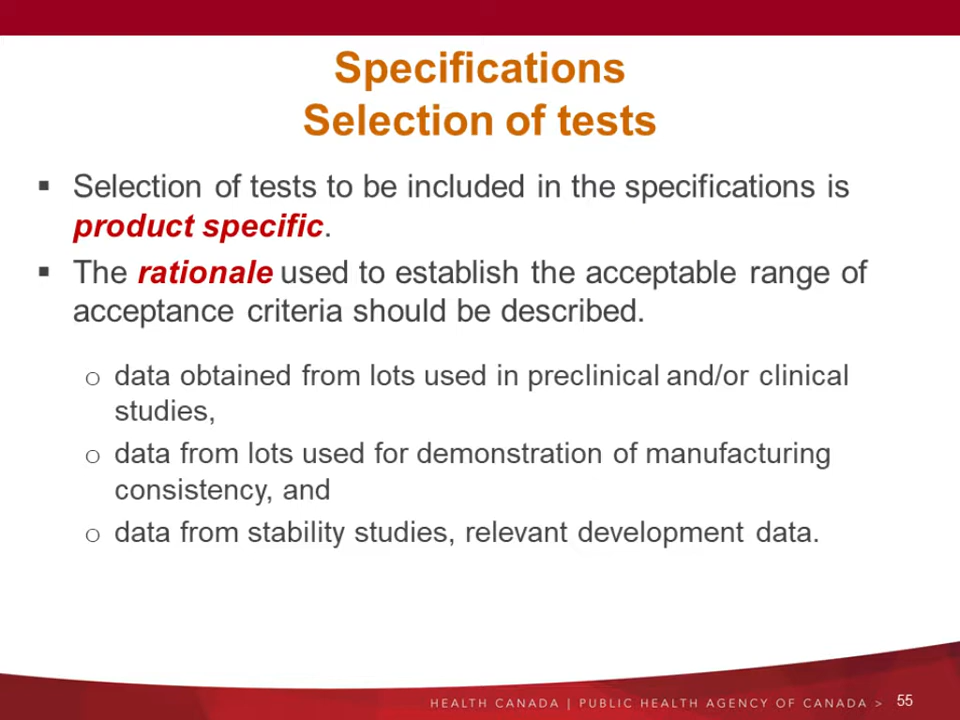 Specifications
Selection of tests
▪ Selection of tests to be included in the specifications is
product specific.
▪ The rationale used to establish the acceptable range of
acceptance criteria should be described.
o data obtained from lots used in preclinical and/or clinical
studies,
o data from lots used for demonstration of manufacturing
consistency, and
o data from stability studies, relevant development data.
HEALTH CANADA | PUBLIC HEALTH AGENCY OF CANADA > 55